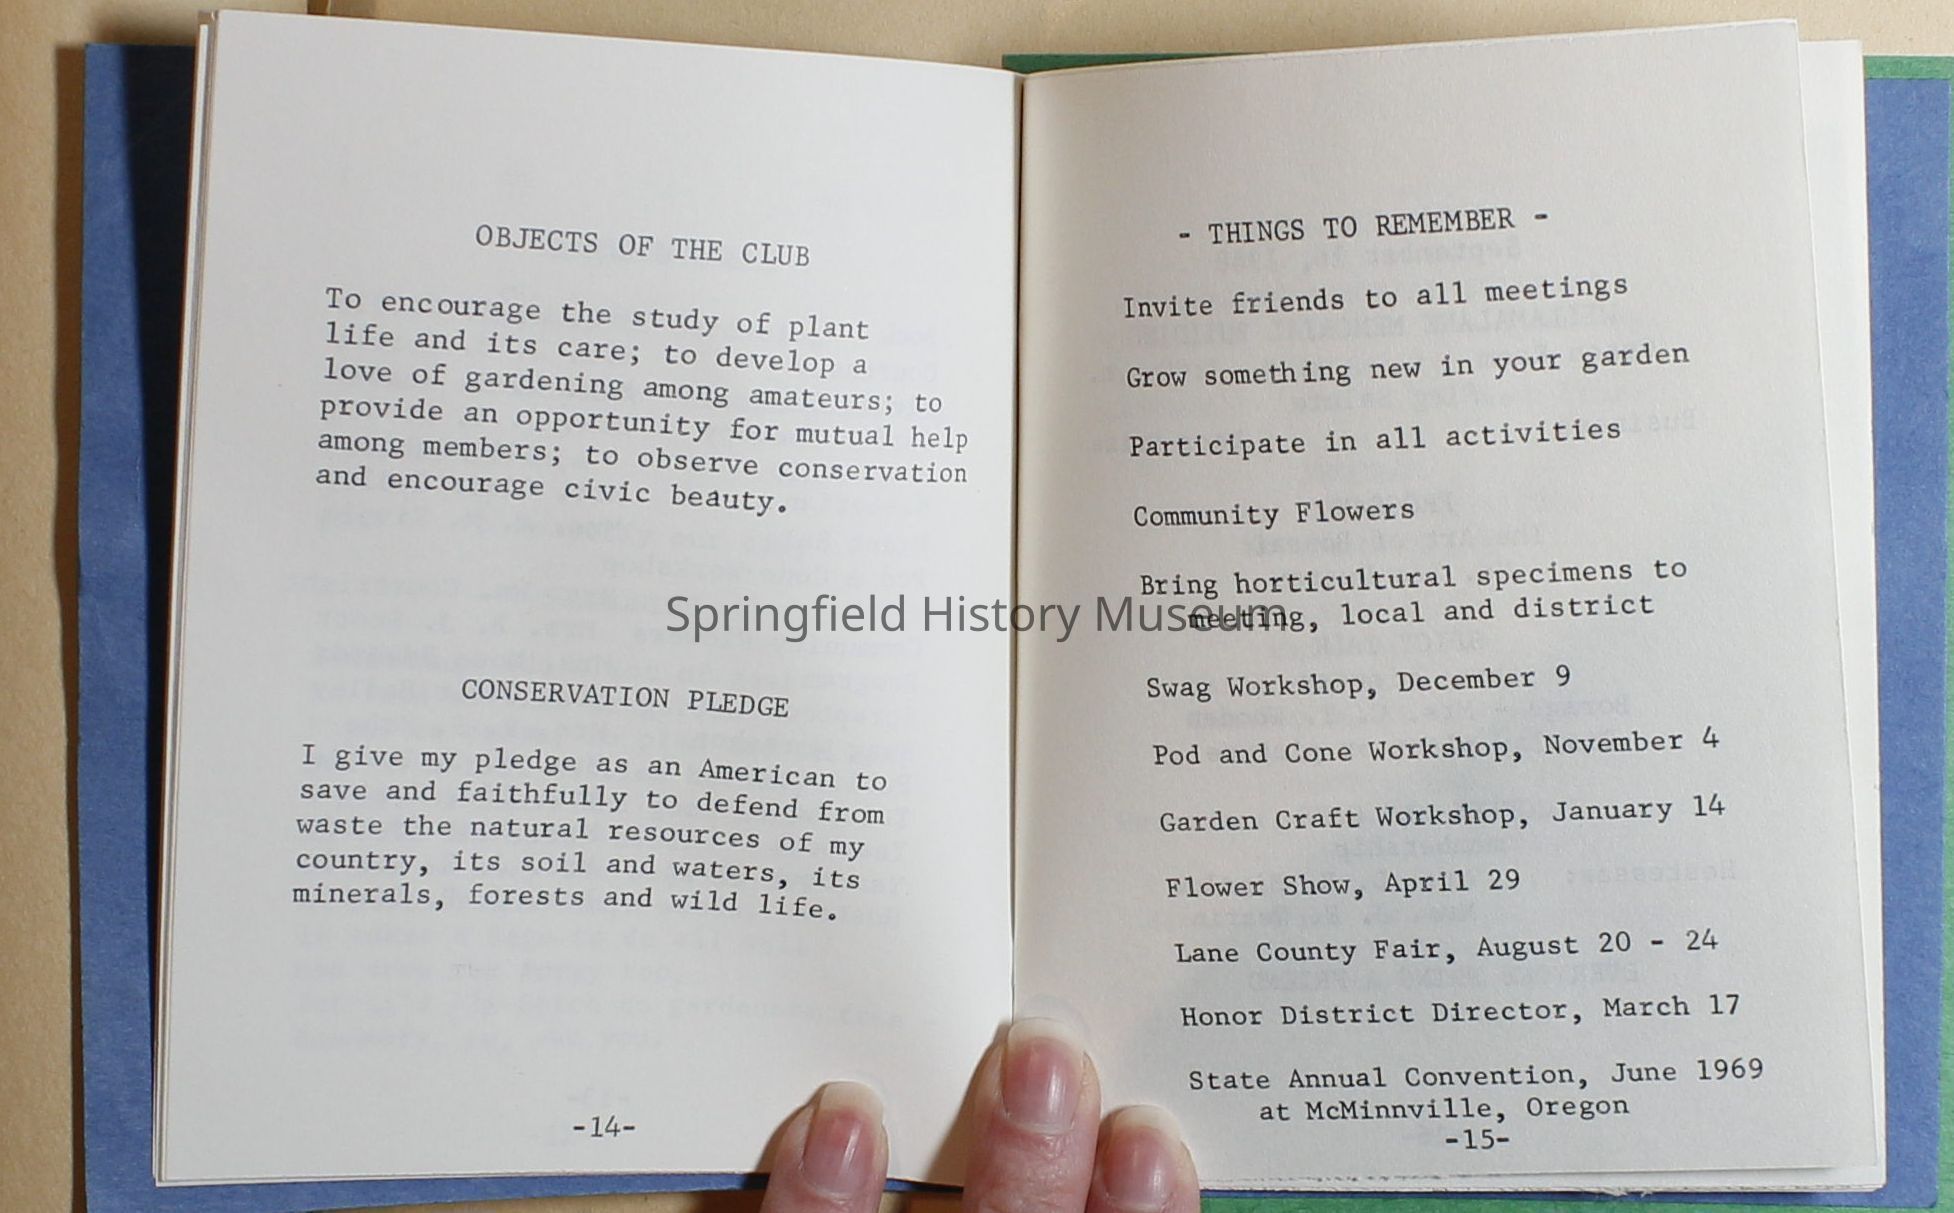 OBJECTS OF THE CLUB
To encourage the study of plant
life and its care; to develop a
love of gardening among amateurs; to
provide an opportunity for mutual help
among members; to observe conservation
and encourage civic beauty.
CONSERVATION PLEDGE
I give my pledge as an American to
save and faithfully to defend from
waste the natural resources of my
country, its soil and waters, its
minerals, forests and wild life.
-14-
- THINGS TO REMEMBER -
Invite friends to all meetings
Grow something new in your garden
Participate in all activities
Community Flowers
Bring horticultural specimens to
meeting, local and district
Swag Workshop, December 9
Pod and Cone Workshop, November 4
Garden Craft Workshop, January 14
Flower Show, April 29
Lane County Fair, August 20 - 24
Honor District Director, March 17
State Annual Convention, June 1969
at McMinnville, Oregon
-15-
Springfield History Museum